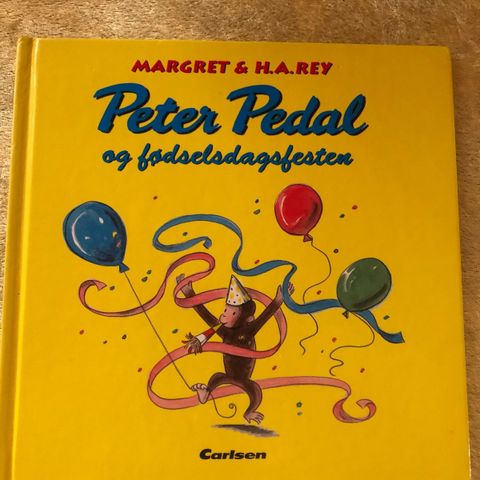 MARGRET & H.A.REY
Peter Pedal
og fødselsdagsfesten
Carlsen